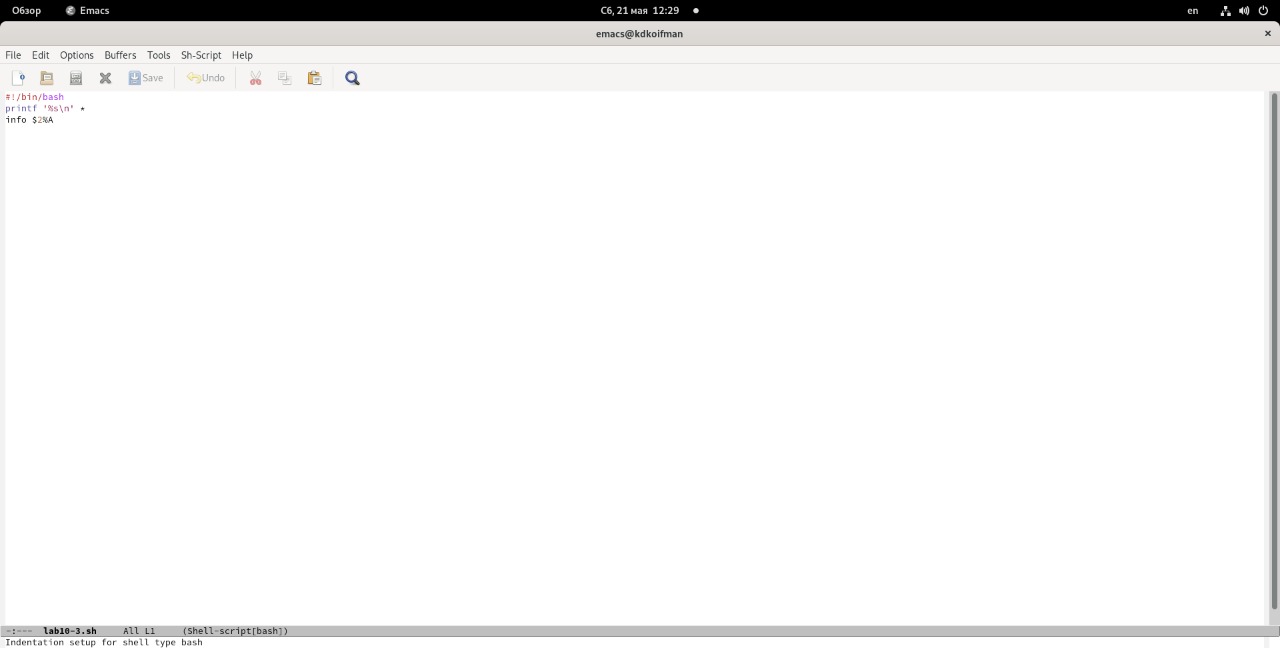 Обзор Emacs Сб, 21 мая 12:29 en
emacs@kdkoifman
File Edit Options Buffers Tools Sh-Script Help
Save Undo
#!/bin/bash
printf '%s\n' *
info $2%A
-:--- lab10-3.sh All L1 (Shell-script[bash])
Indentation setup for shell type bash